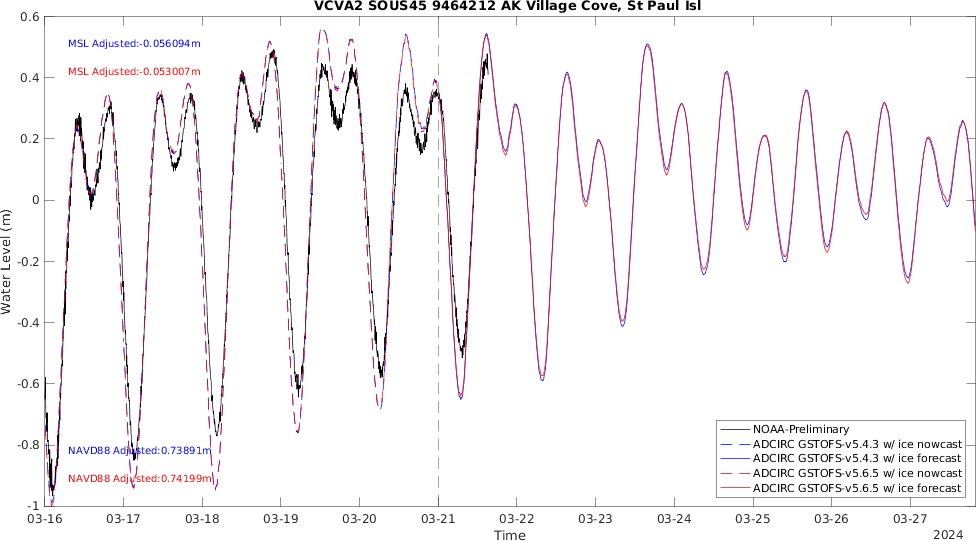 VCVA2 SOUS45 9464212 AK Village Cove, St Paul Isl
0.6
0.4
0.2
0
-0.2
-0.4
-0.6
-0.8
-1
Water Level (m)
MSL Adjusted:-0.056094m
MSL Adjusted:-0.053007m
NAVD88 Adjusted:0.73891m
NAVD88 Adjusted:0.74199m
NOAA-Preliminary
ADCIRC GSTOFS-v5.4.3 w/ ice nowcast
ADCIRC GSTOFS-v5.4.3 w/ ice forecast
ADCIRC GSTOFS-v5.6.5 w/ ice nowcast
ADCIRC GSTOFS-v5.6.5 w/ ice forecast
03-16 03-17 03-18 03-19 03-20 03-21 03-22 03-23 03-24 03-25 03-26 03-27
Time
2024